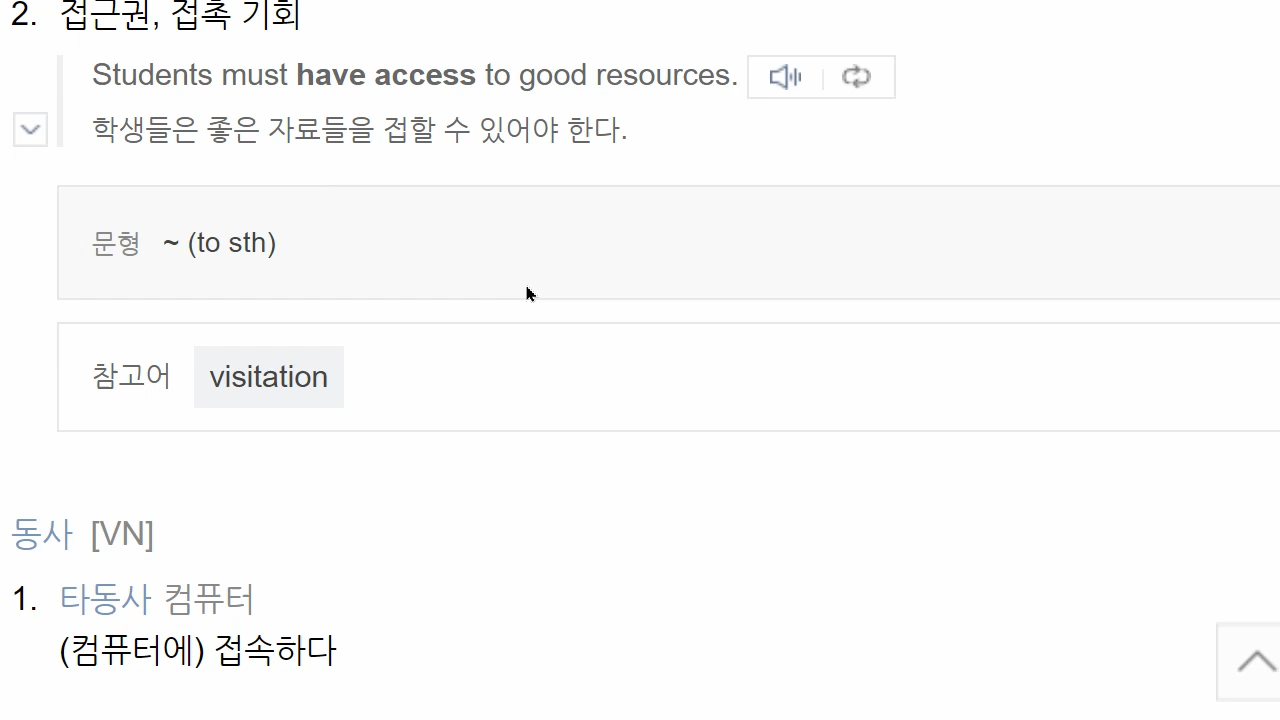 2. 접근권, 접촉 기회
Students must have access to good resources.
학생들은 좋은 자료들을 접할 수 있어야 한다.
문형 ~ (to sth)
참고어 visitation
동사 [VN]
1. 타동사 컴퓨터
(컴퓨터에) 접속하다